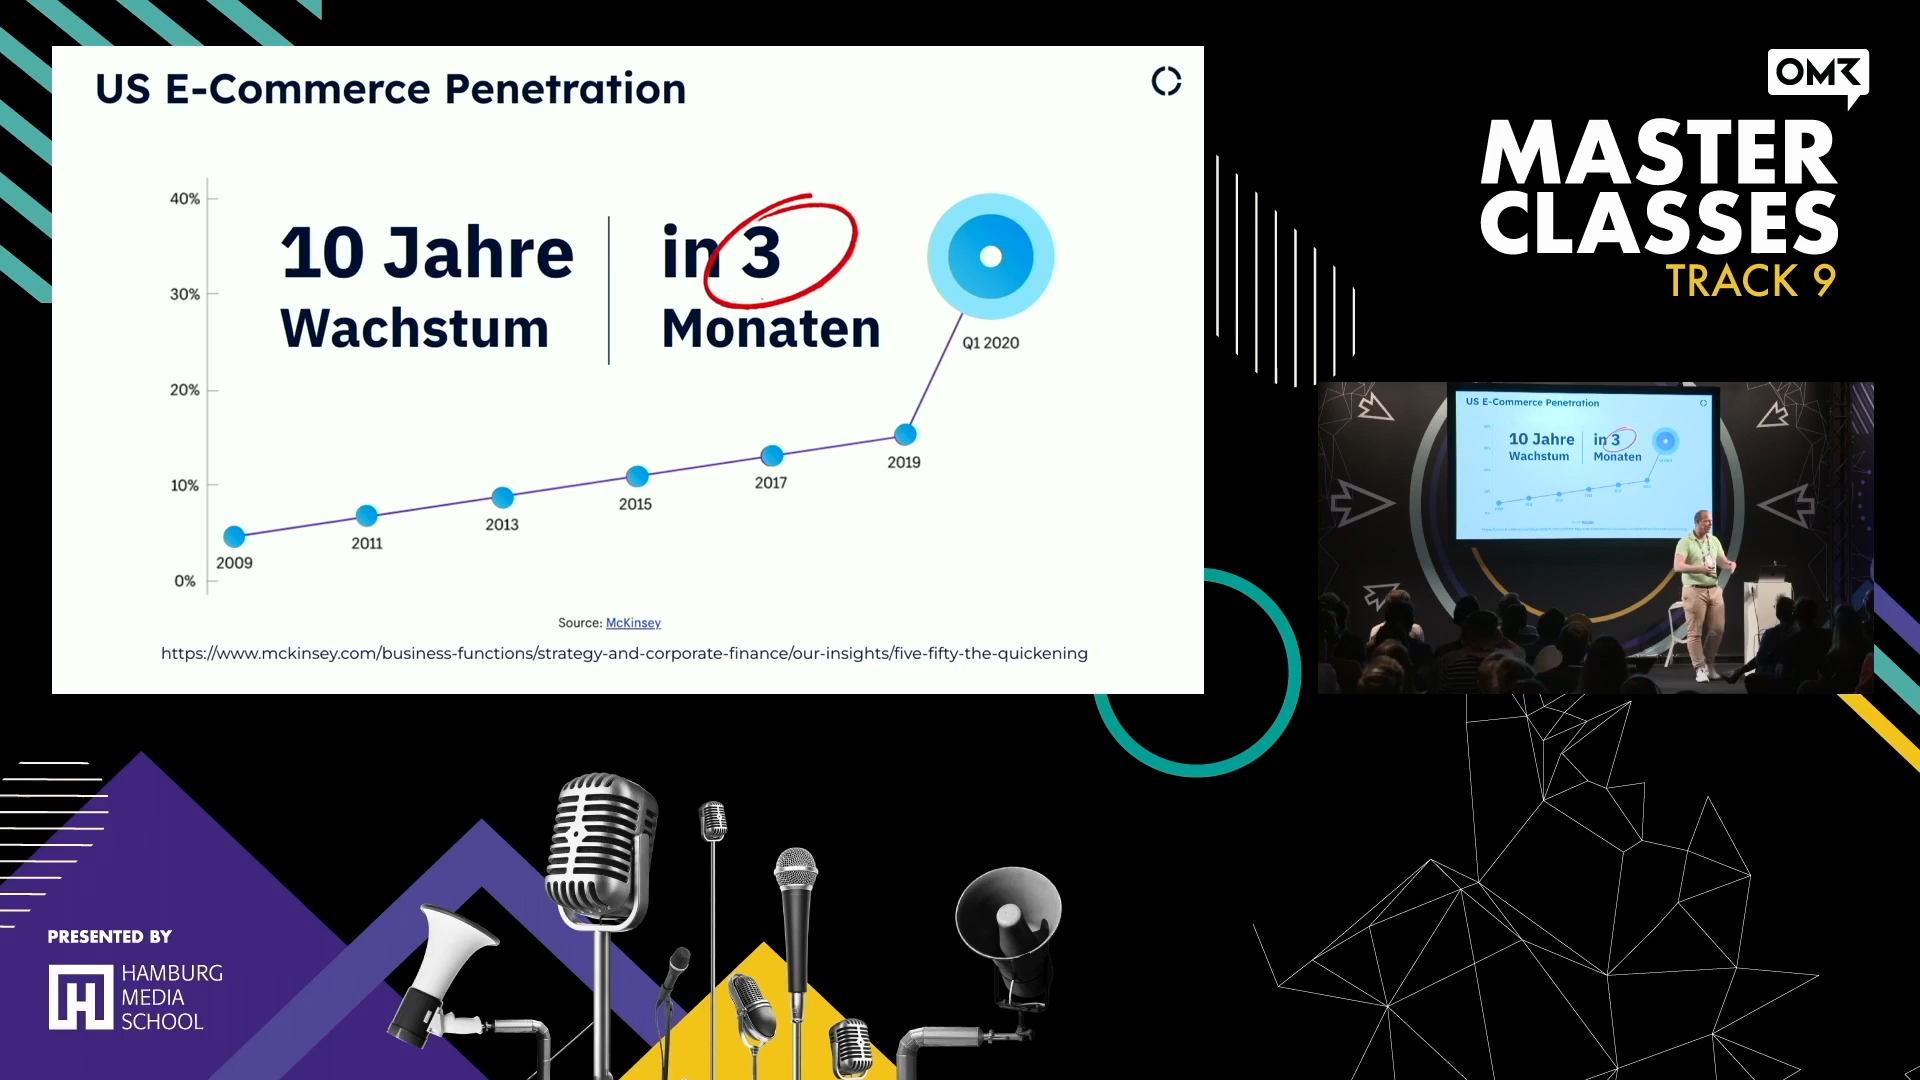 US E-Commerce Penetration
40%
30%
20%
10%
0%
10 Jahre
Wachstum
in 3
Monaten
Q1 2020
2019
2017
2015
2013
2011
2009
Source: McKinsey
https://www.mckinsey.com/business-functions/strategy-and-corporate-finance/our-insights/five-fifty-the-quickening
OMR
MASTER
CLASSES
TRACK 9
US E-Commerce Penetration
10 Jahre
Wachstum
in 3
Monaten
PRESENTED BY
H
HAMBURG
MEDIA
SCHOOL